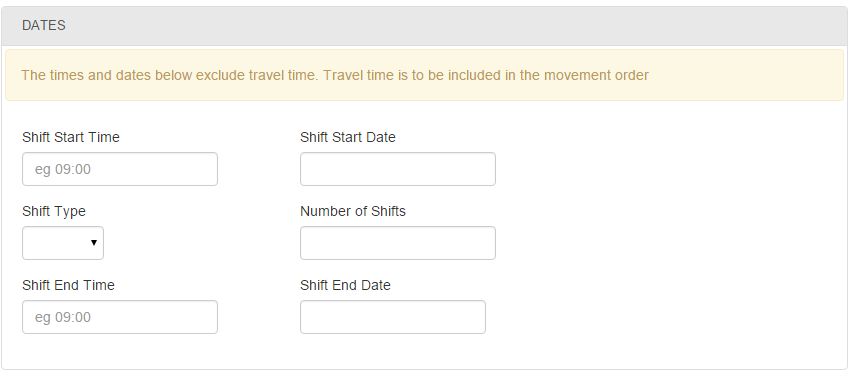 DATES
The times and dates below exclude travel time. Travel time is to be included in the movement order
Shift Start Time Shift Start Date
eg 09:00
Shift Type Number of Shifts
Shift End Time Shift End Date
eg 09:00